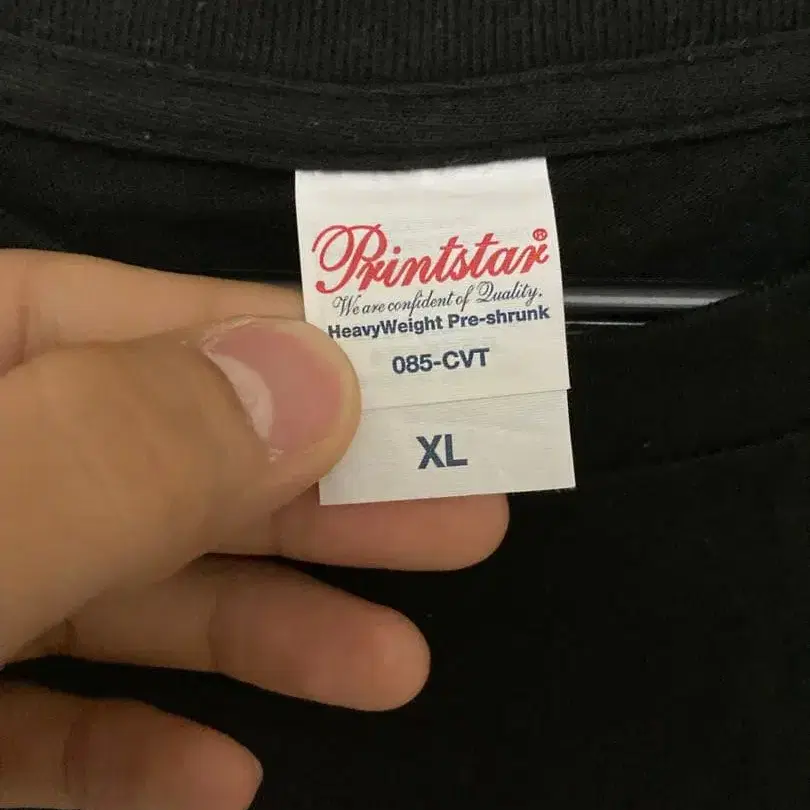 Printstar®
We are confident of Quality.
HeavyWeight Pre-shrunk
085-CVT
XL